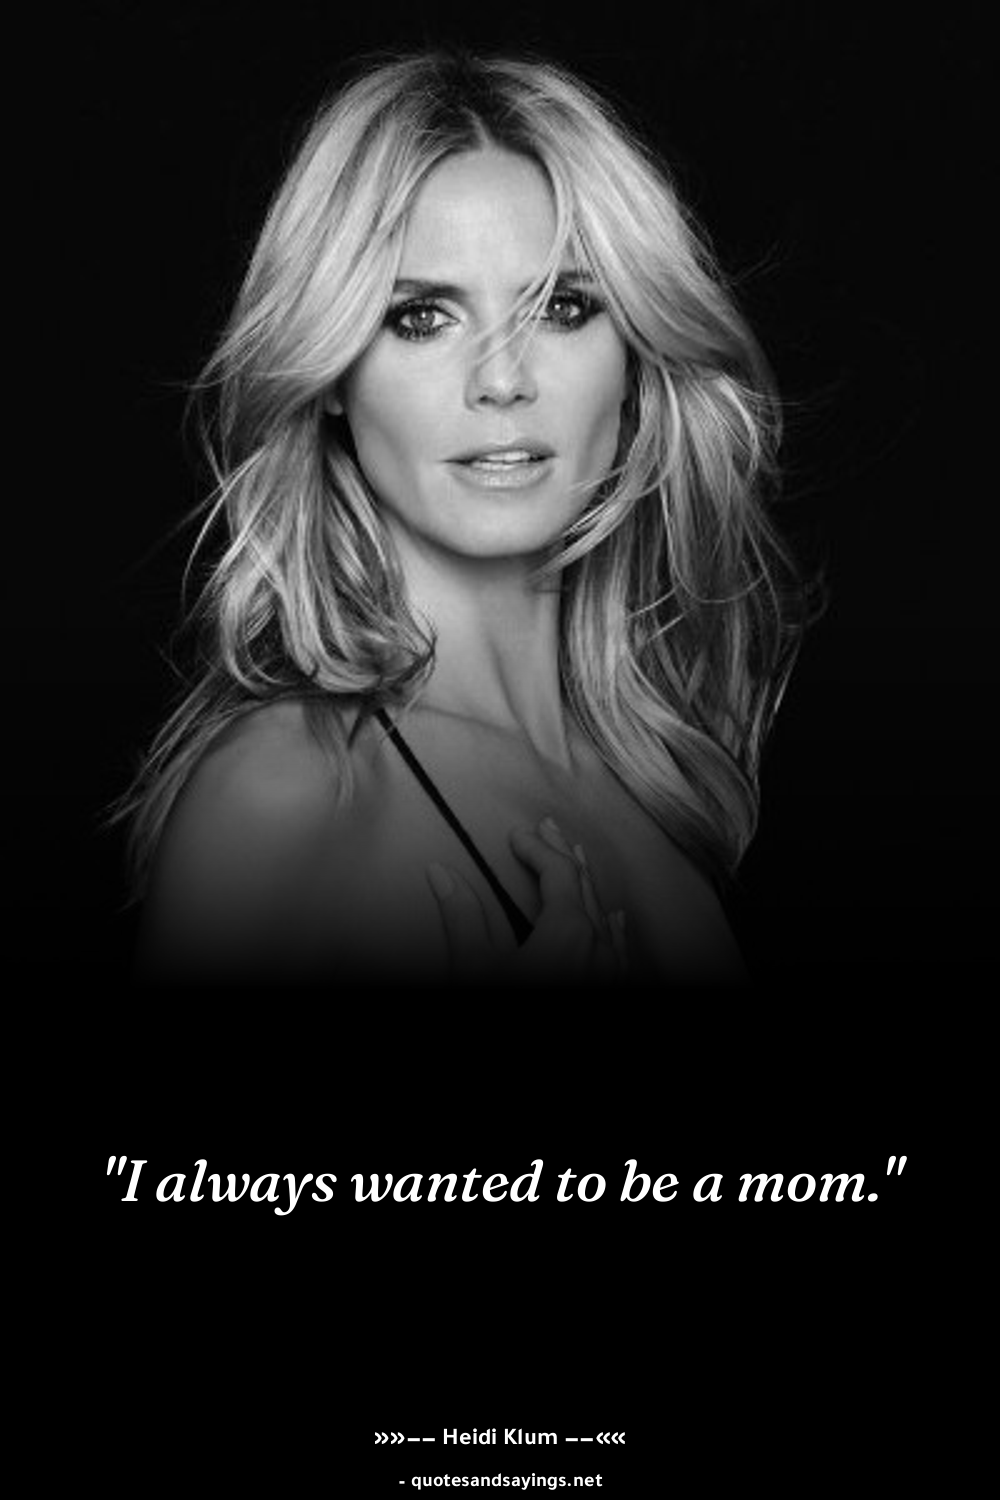 "I always wanted to be a mom."
»»–– Heidi Klum ––««
- quotesandsayings.net